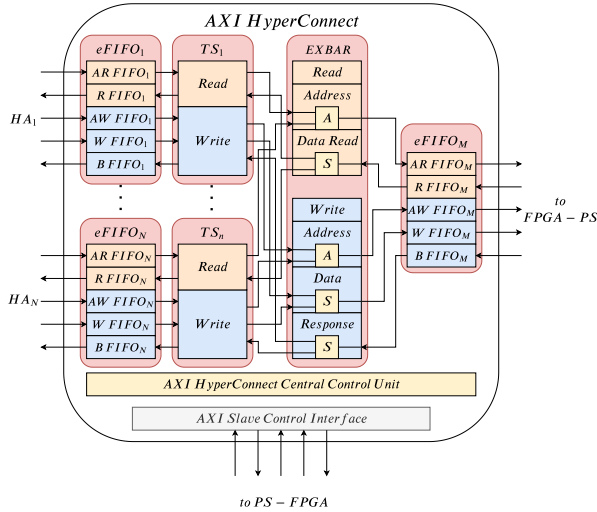 AXI HyperConnect
eFIFO1
TS1
EXBAR
AR FIFO1
R FIFO1
AW FIFO1
W FIFO1
B FIFO1
Read
Write
HA1
Read
Address
A
Data Read
S
Write
Address
A
Data
S
Response
S
eFIFOM
AR FIFOM
R FIFOM
AW FIFOM
W FIFOM
B FIFOM
to
FPGA – PS
eFIFON
TSn
AR FIFON
R FIFON
AW FIFON
W FIFON
B FIFON
Read
Write
HAN
AXI HyperConnect Central Control Unit
AXI Slave Control Interface
to PS – FPGA